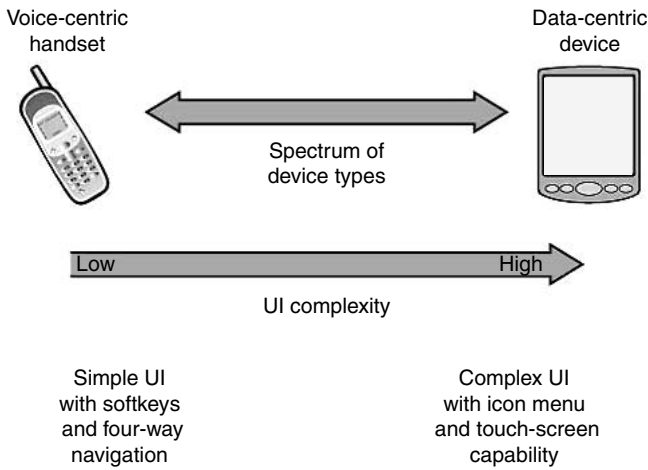 Voice-centric
handset
Data-centric
device
Spectrum of
device types
Low
High
UI complexity
Simple UI
with softkeys
and four-way
navigation
Complex UI
with icon menu
and touch-screen
capability